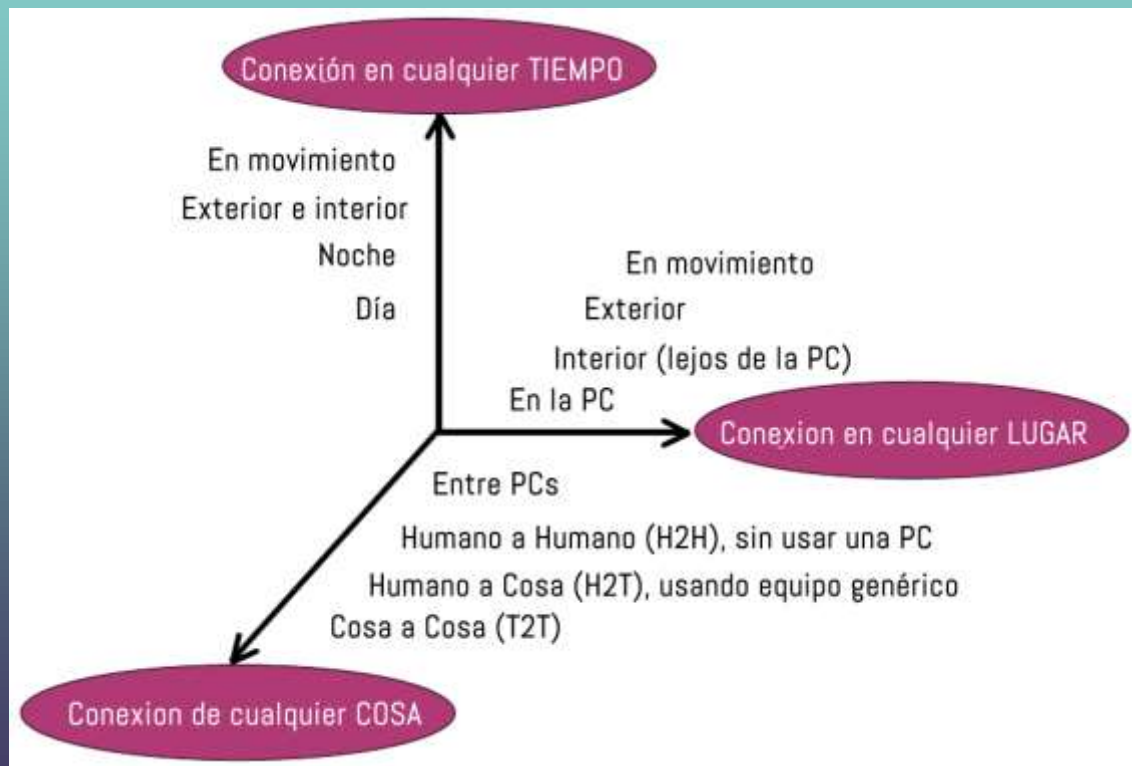 Conexión en cualquier TIEMPO
En movimiento
Exterior e interior
Noche
Día
En movimiento
Exterior
Interior (lejos de la PC)
En la PC
Conexion en cualquier LUGAR
Entre PCs
Humano a Humano (H2H), sin usar una PC
Humano a Cosa (H2T), usando equipo genérico
Cosa a Cosa (T2T)
Conexion de cualquier COSA